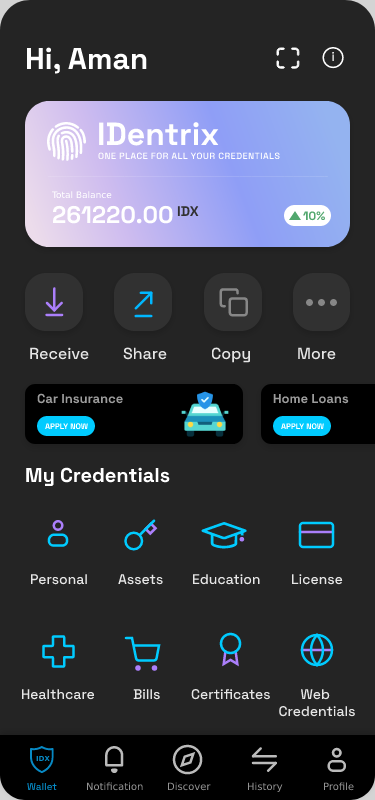 Hi, Aman
i
IDentrix
ONE PLACE FOR ALL YOUR CREDENTIALS
Total Balance
261220.00 IDX
10%
Receive
Share
Copy
More
Car Insurance
APPLY NOW
Home Loans
APPLY NOW
My Credentials
Personal
Assets
Education
License
Healthcare
Bills
Certificates
Web
Credentials
IDX
Wallet
Notification
Discover
History
Profile